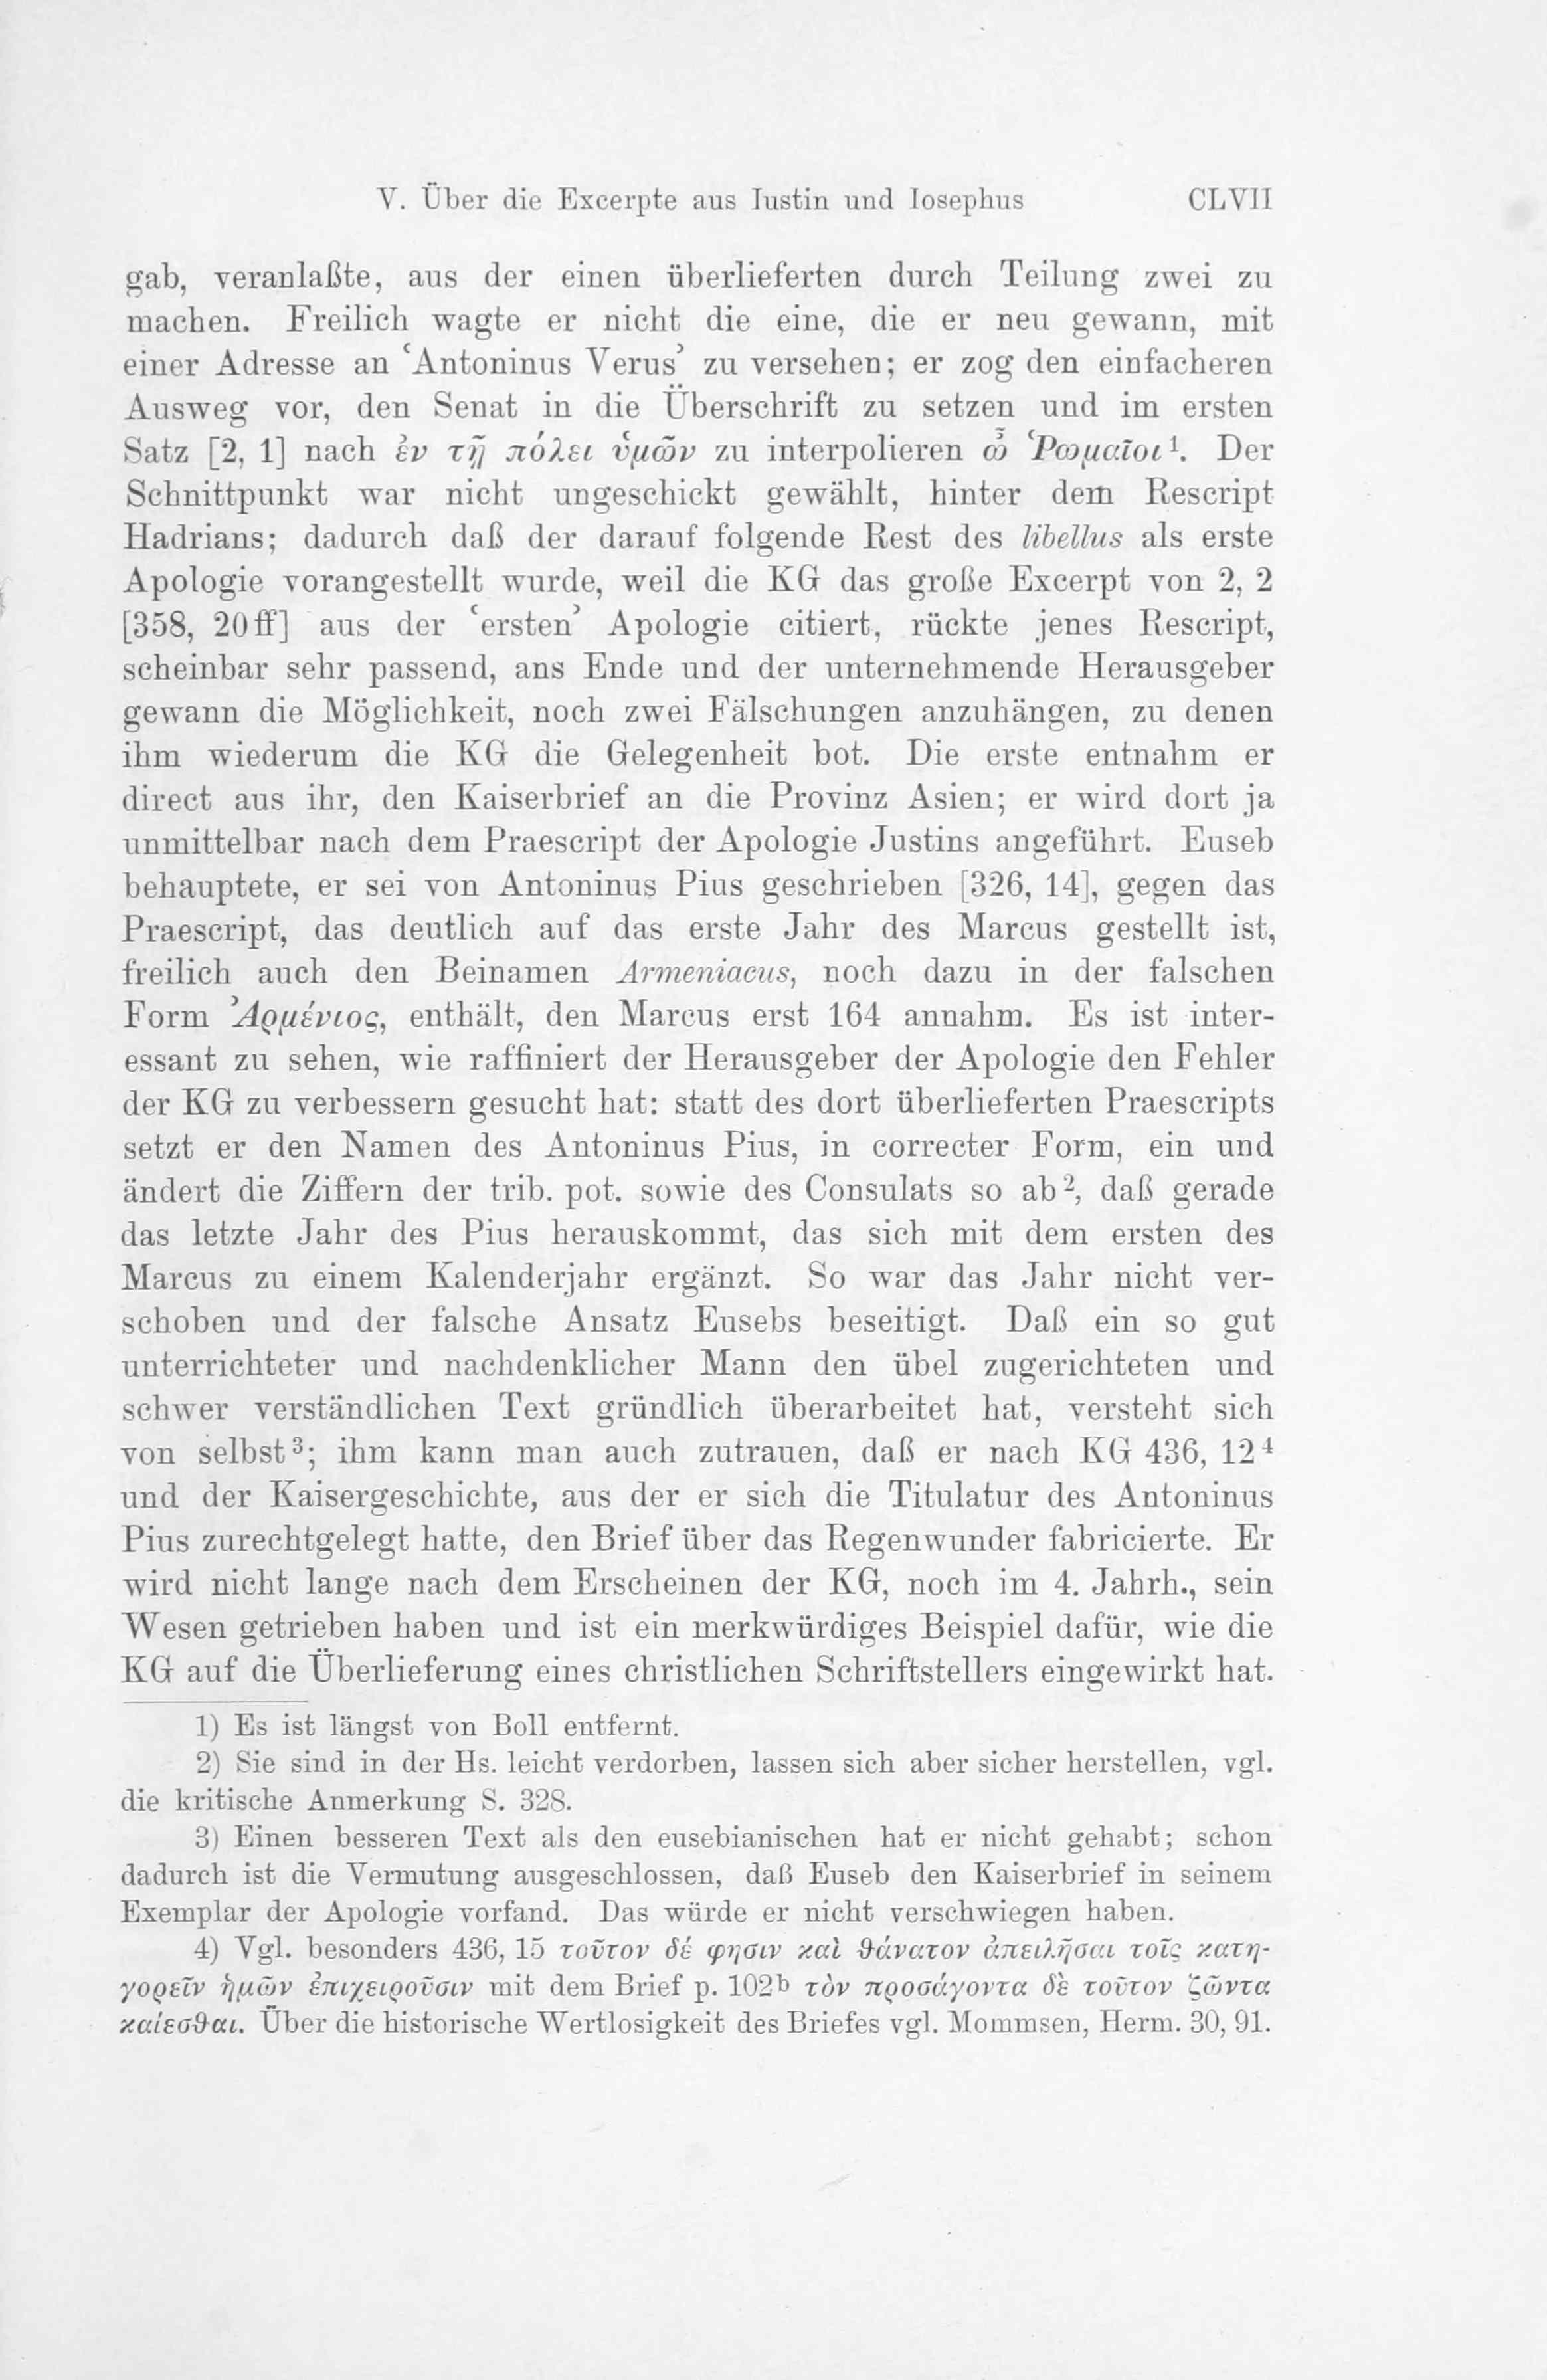 V. Über die Excerpte aus Iustin und Iosephus CLVII
gab, veranlaßte, aus der einen überlieferten durch Teilung zwei zu
machen. Freilich wagte er nicht die eine, die er neu gewann, mit
einer Adresse an ʿAntoninus Verusʾ zu versehen; er zog den einfacheren
Ausweg vor, den Senat in die Überschrift zu setzen und im ersten
Satz [2, 1] nach ἐν τῇ πόλει ὑμῶν zu interpolieren ὦ Ῥωμαῖοι¹. Der
Schnittpunkt war nicht ungeschickt gewählt, hinter dem Rescript
Hadrians; dadurch daß der darauf folgende Rest des libellus als erste
Apologie vorangestellt wurde, weil die KG das große Excerpt von 2, 2
[358, 20ff] aus der ʿerstenʾ Apologie citiert, rückte jenes Rescript,
scheinbar sehr passend, ans Ende und der unternehmende Herausgeber
gewann die Möglichkeit, noch zwei Fälschungen anzuhängen, zu denen
ihm wiederum die KG die Gelegenheit bot. Die erste entnahm er
direct aus ihr, den Kaiserbrief an die Provinz Asien; er wird dort ja
unmittelbar nach dem Praescript der Apologie Justins angeführt. Euseb
behauptete, er sei von Antoninus Pius geschrieben [326, 14], gegen das
Praescript, das deutlich auf das erste Jahr des Marcus gestellt ist,
freilich auch den Beinamen Armeniacus, noch dazu in der falschen
Form Ἀρμένιος, enthält, den Marcus erst 164 annahm. Es ist inter-
essant zu sehen, wie raffiniert der Herausgeber der Apologie den Fehler
der KG zu verbessern gesucht hat: statt des dort überlieferten Praescripts
setzt er den Namen des Antoninus Pius, in correcter Form, ein und
ändert die Ziffern der trib. pot. sowie des Consulats so ab², daß gerade
das letzte Jahr des Pius herauskommt, das sich mit dem ersten des
Marcus zu einem Kalenderjahr ergänzt. So war das Jahr nicht ver-
schoben und der falsche Ansatz Eusebs beseitigt. Daß ein so gut
unterrichteter und nachdenklicher Mann den übel zugerichteten und
schwer verständlichen Text gründlich überarbeitet hat, versteht sich
von selbst³; ihm kann man auch zutrauen, daß er nach KG 436, 12⁴
und der Kaisergeschichte, aus der er sich die Titulatur des Antoninus
Pius zurechtgelegt hatte, den Brief über das Regenwunder fabricierte. Er
wird nicht lange nach dem Erscheinen der KG, noch im 4. Jahrh., sein
Wesen getrieben haben und ist ein merkwürdiges Beispiel dafür, wie die
KG auf die Überlieferung eines christlichen Schriftstellers eingewirkt hat.
1) Es ist längst von Boll entfernt.
2) Sie sind in der Hs. leicht verdorben, lassen sich aber sicher herstellen, vgl.
die kritische Anmerkung S. 328.
3) Einen besseren Text als den eusebianischen hat er nicht gehabt; schon
dadurch ist die Vermutung ausgeschlossen, daß Euseb den Kaiserbrief in seinem
Exemplar der Apologie vorfand. Das würde er nicht verschwiegen haben.
4) Vgl. besonders 436, 15 τοῦτον δέ φησιν καὶ θάνατον ἀπειλῆσαι τοῖς κατη-
γορεῖν ἡμῶν ἐπιχειροῦσιν mit dem Brief p. 102ᵇ τὸν προσάγοντα δὲ τοῦτον ζῶντα
καίεσθαι. Über die historische Wertlosigkeit des Briefes vgl. Mommsen, Herm. 30, 91.